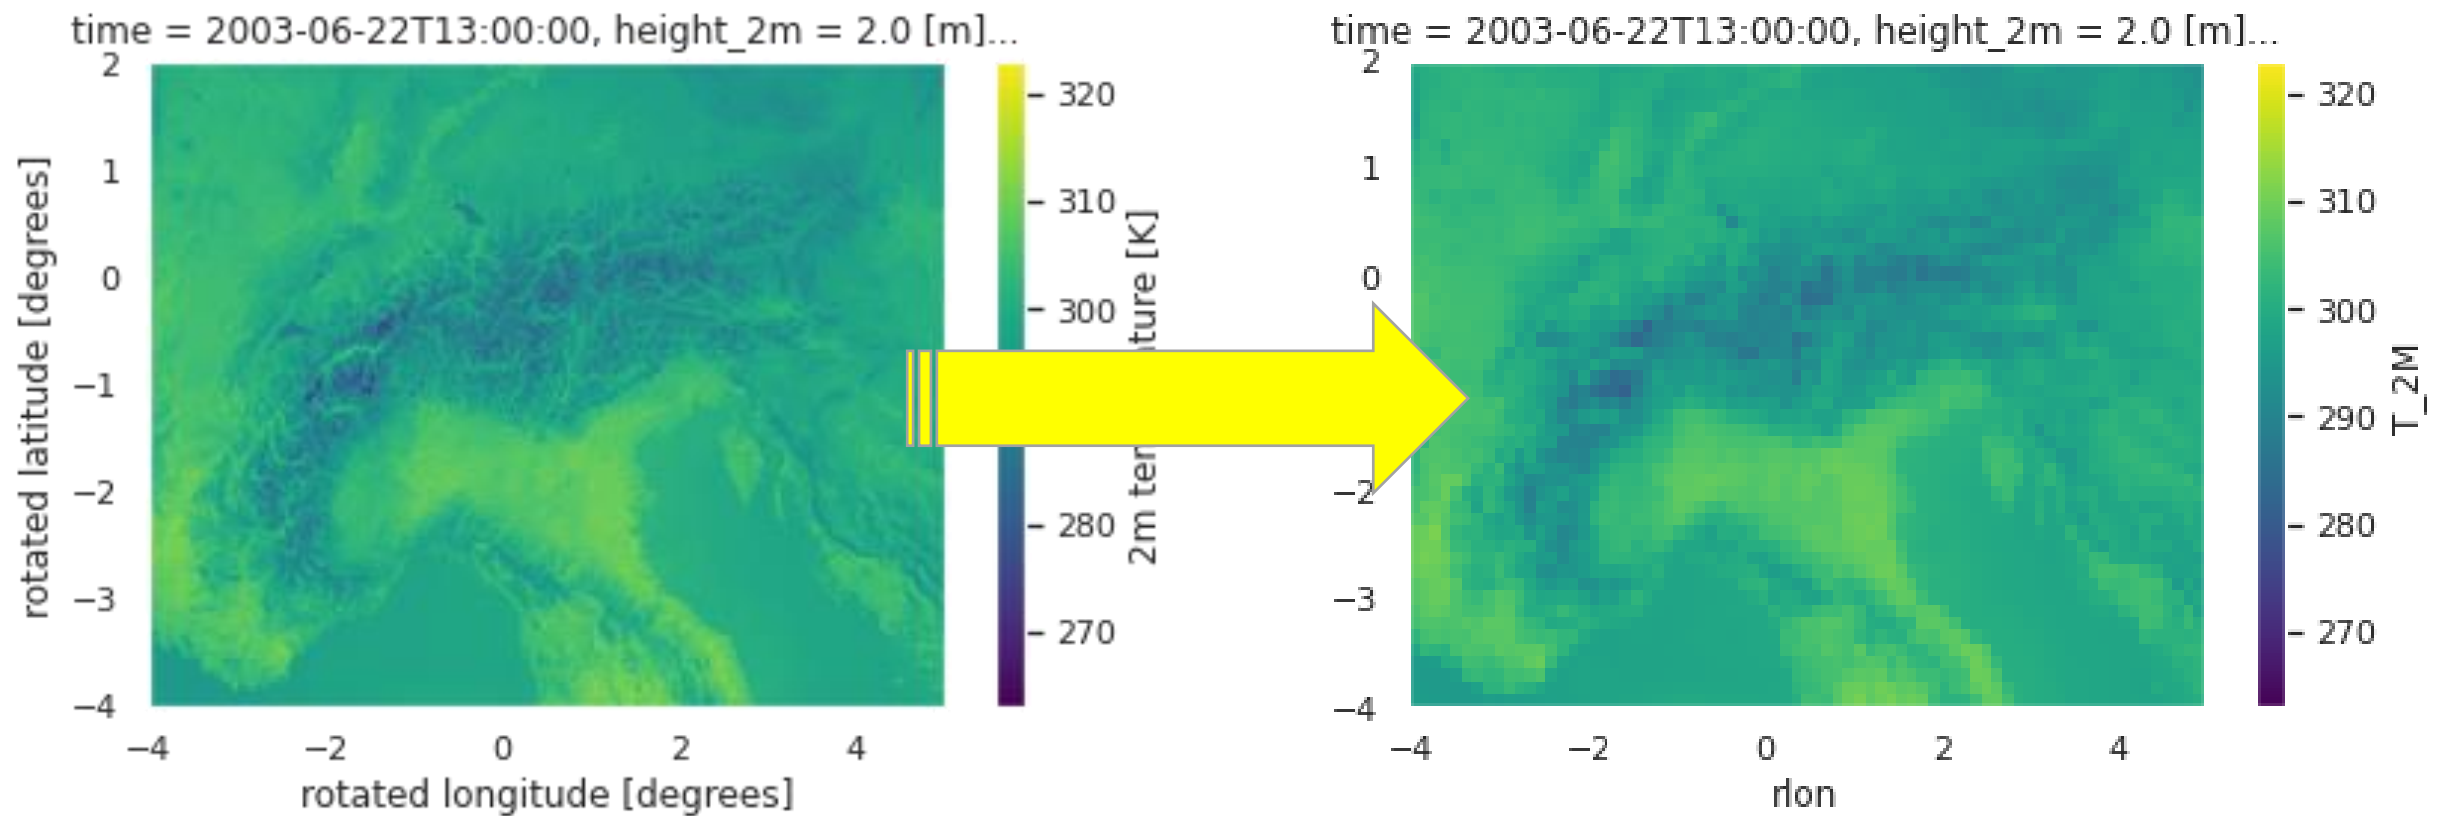 time = 2003-06-22T13:00:00, height_2m = 2.0 [m]...
2
1
0
−1
−2
−3
−4
rotated latitude [degrees]
−4 −2 0 2 4
rotated longitude [degrees]
320
310
300
280
270
2m ature [K]
time = 2003-06-22T13:00:00, height_2m = 2.0 [m]...
2
1
0
−2
−3
−4
−4 −2 0 2 4
rlon
320
310
300
290
280
270
T_2M